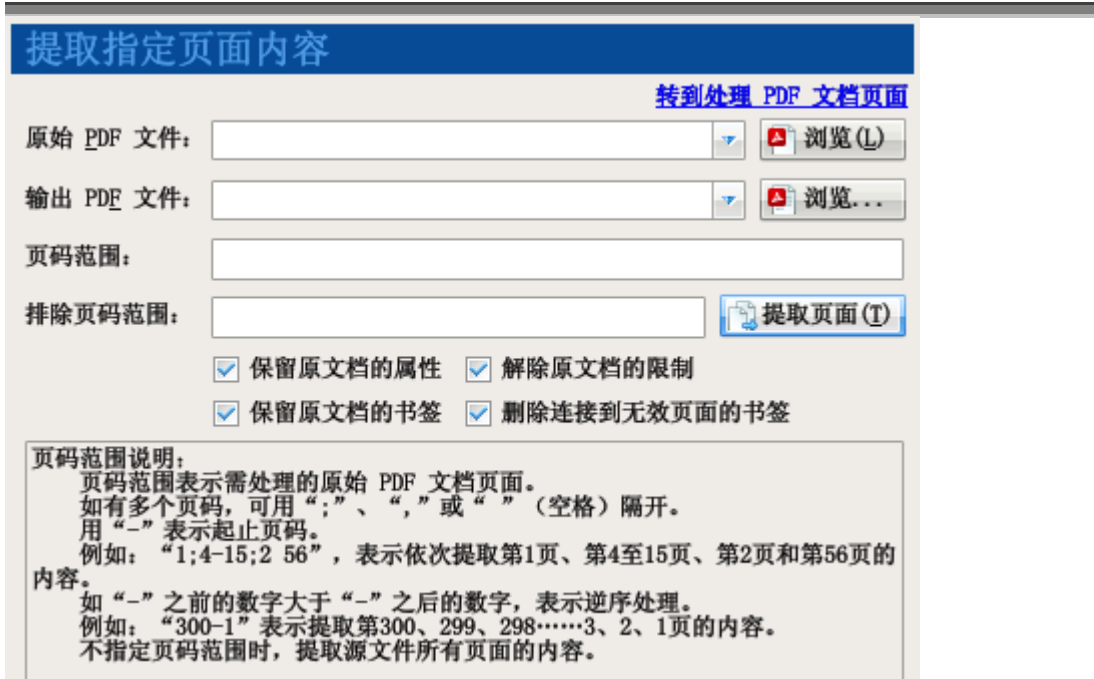 提取指定页面内容
转到处理 PDF 文档页面
原始 PDF 文件： 浏览(L)
输出 PDF 文件： 浏览...
页码范围：
排除页码范围： 提取页面(T)
保留原文档的属性 解除原文档的限制
保留原文档的书签 删除连接到无效页面的书签
页码范围说明：
页码范围表示需处理的原始 PDF 文档页面。
如有多个页码，可用“;”、“,”或“ ”（空格）隔开。
用“-”表示起止页码。
例如：“1;4-15;2 56”，表示依次提取第1页、第4至15页、第2页和第56页的
内容。
如“-”之前的数字大于“-”之后的数字，表示逆序处理。
例如：“300-1”表示提取第300、299、298……3、2、1页的内容。
不指定页码范围时，提取源文件所有页面的内容。